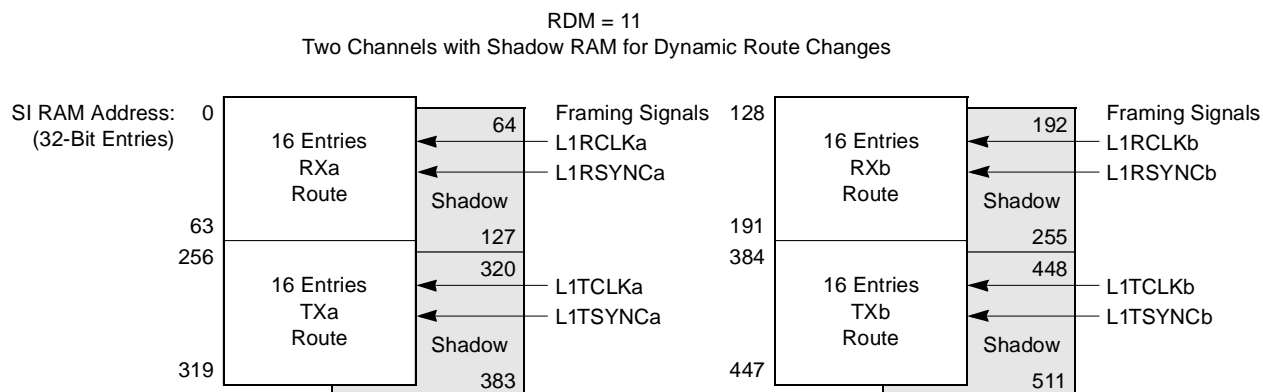 RDM = 11
Two Channels with Shadow RAM for Dynamic Route Changes
SI RAM Address:
(32-Bit Entries)
0
16 Entries
RXa
Route
63
256
16 Entries
TXa
Route
319
64
Shadow
127
320
Shadow
383
Framing Signals
L1RCLKa
L1RSYNCa
L1TCLKa
L1TSYNCa
128
16 Entries
RXb
Route
191
384
16 Entries
TXb
Route
447
192
Shadow
255
448
Shadow
511
Framing Signals
L1RCLKb
L1RSYNCb
L1TCLKb
L1TSYNCb